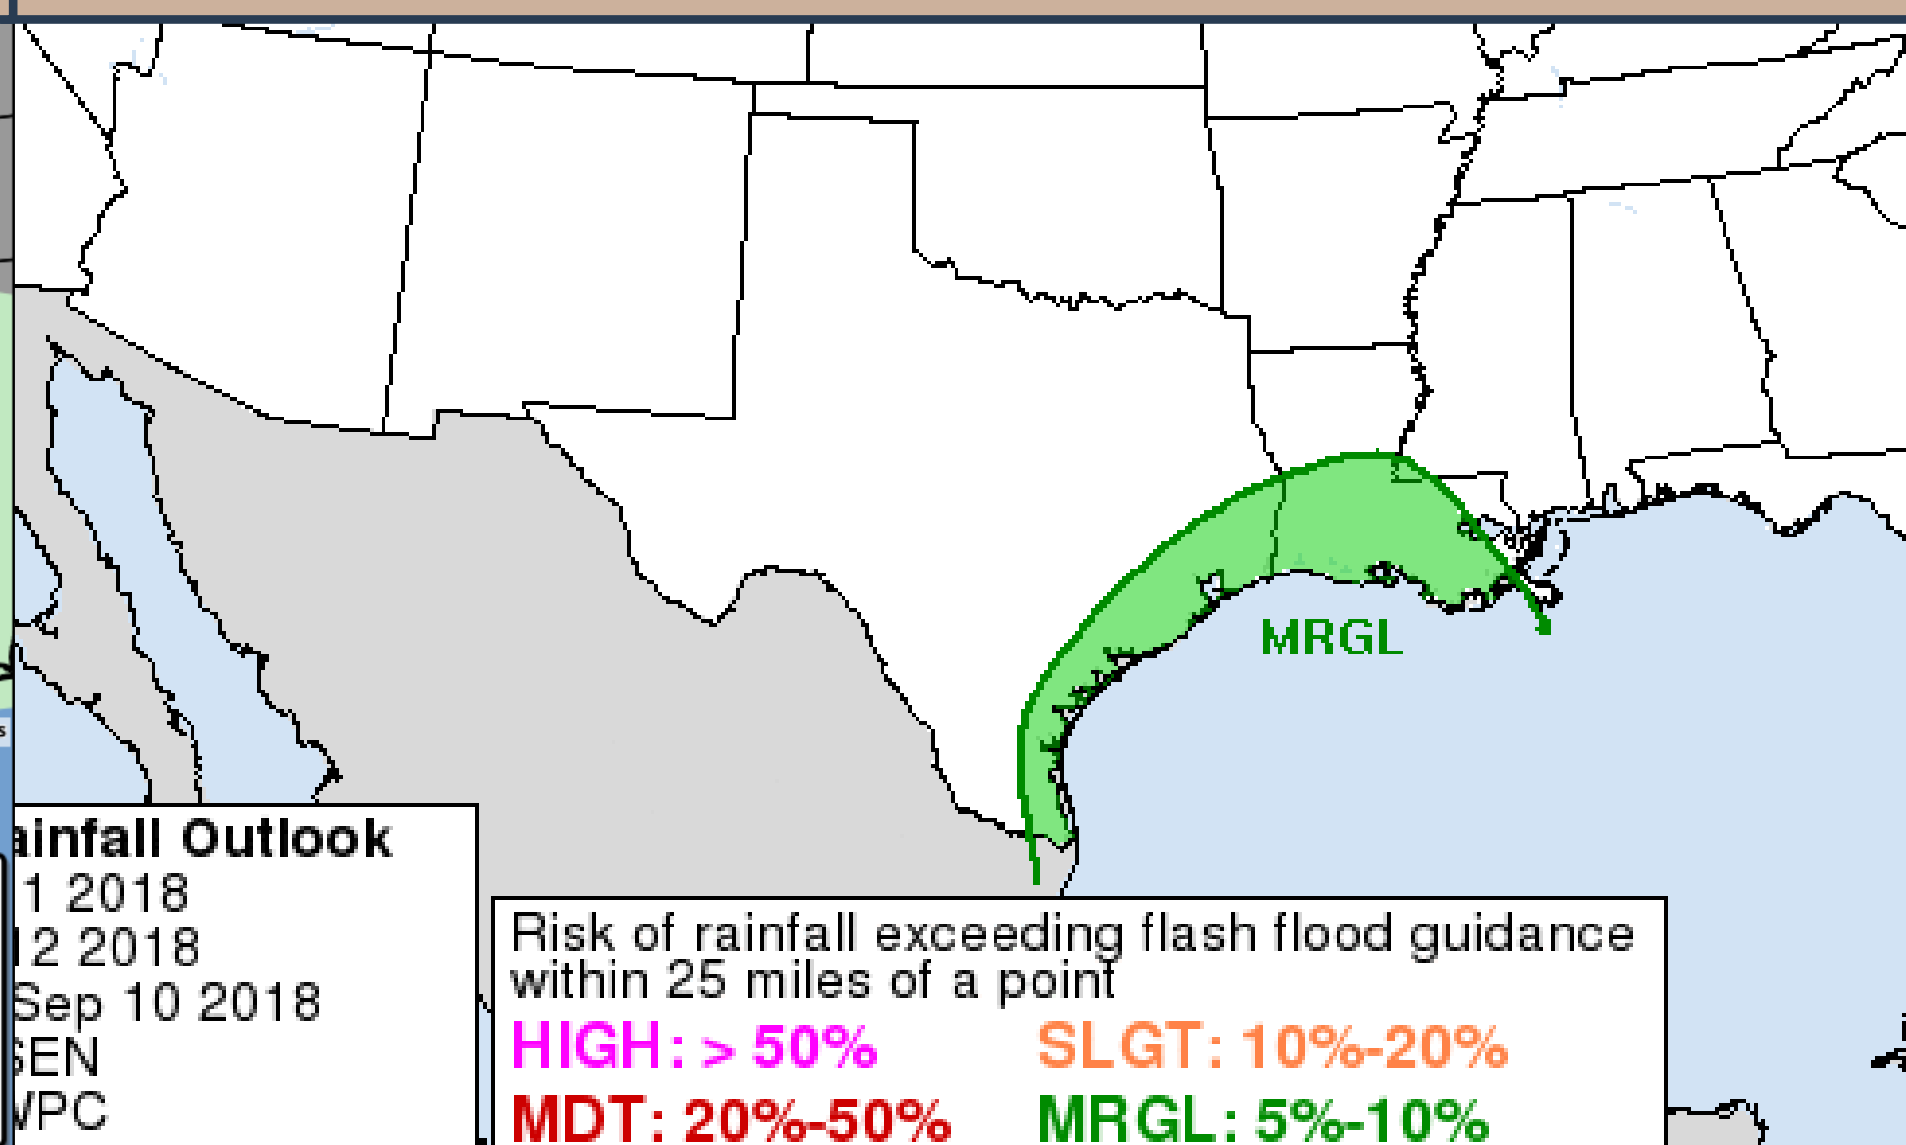 MRGL
ainfall Outlook
1 2018
12 2018
Sep 10 2018
SEN
WPC
Risk of rainfall exceeding flash flood guidance
within 25 miles of a point
HIGH: > 50% SLGT: 10%-20%
MDT: 20%-50% MRGL: 5%-10%